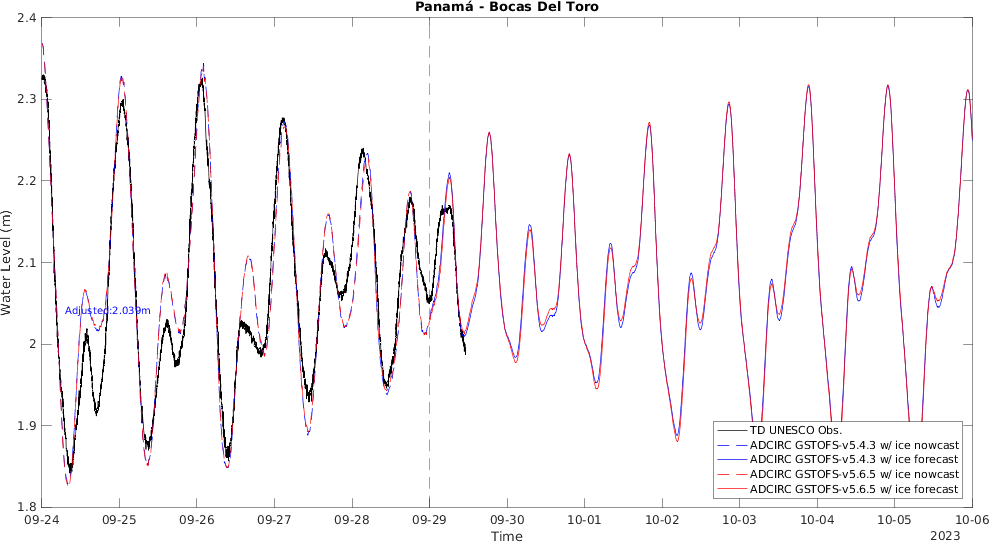 Panamá - Bocas Del Toro
2.4
2.3
2.2
2.1
2
1.9
1.8
Water Level (m)
Adjusted:2.039m
TD UNESCO Obs.
ADCIRC GSTOFS-v5.4.3 w/ ice nowcast
ADCIRC GSTOFS-v5.4.3 w/ ice forecast
ADCIRC GSTOFS-v5.6.5 w/ ice nowcast
ADCIRC GSTOFS-v5.6.5 w/ ice forecast
09-24 09-25 09-26 09-27 09-28 09-29 09-30 10-01 10-02 10-03 10-04 10-05 10-06
Time
2023